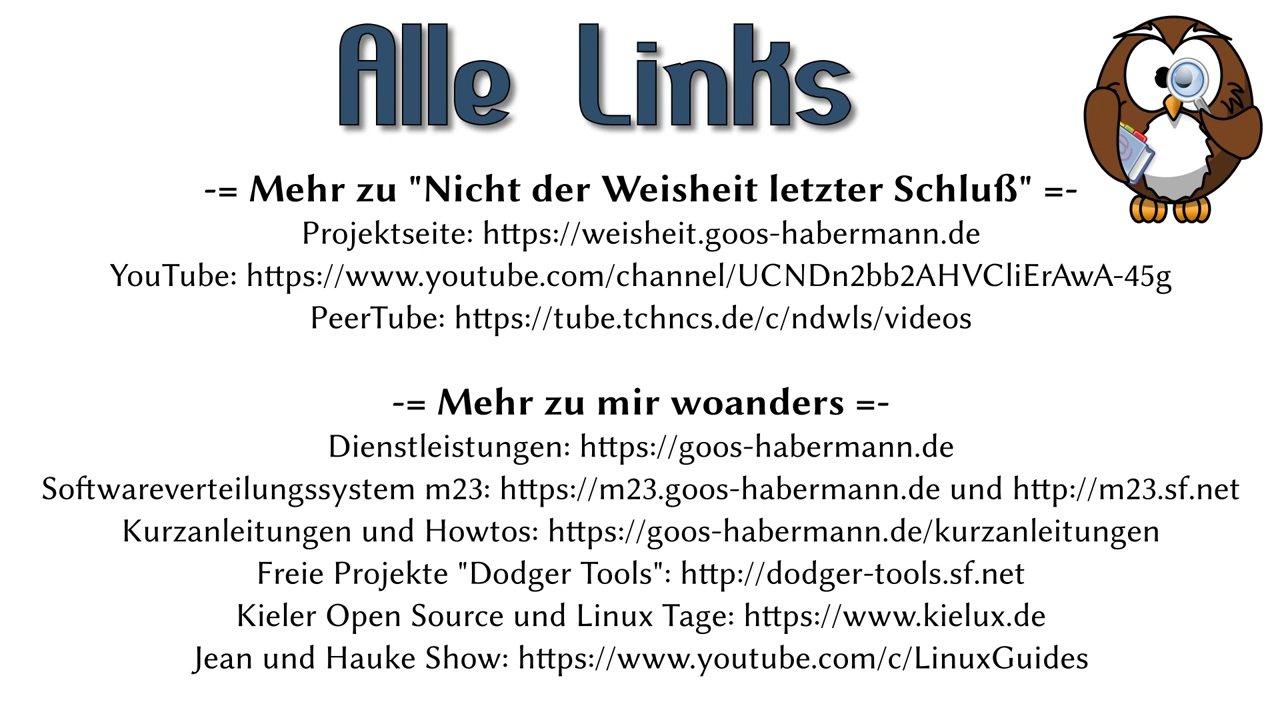 Alle Links
-= Mehr zu "Nicht der Weisheit letzter Schluß" =-
Projektseite: https://weisheit.goos-habermann.de
YouTube: https://www.youtube.com/channel/UCNDn2bb2AHVCliErAwA-45g
PeerTube: https://tube.tchncs.de/c/ndwls/videos
-= Mehr zu mir woanders =-
Dienstleistungen: https://goos-habermann.de
Softwareverteilungssystem m23: https://m23.goos-habermann.de und http://m23.sf.net
Kurzanleitungen und Howtos: https://goos-habermann.de/kurzanleitungen
Freie Projekte "Dodger Tools": http://dodger-tools.sf.net
Kieler Open Source und Linux Tage: https://www.kielux.de
Jean und Hauke Show: https://www.youtube.com/c/LinuxGuides